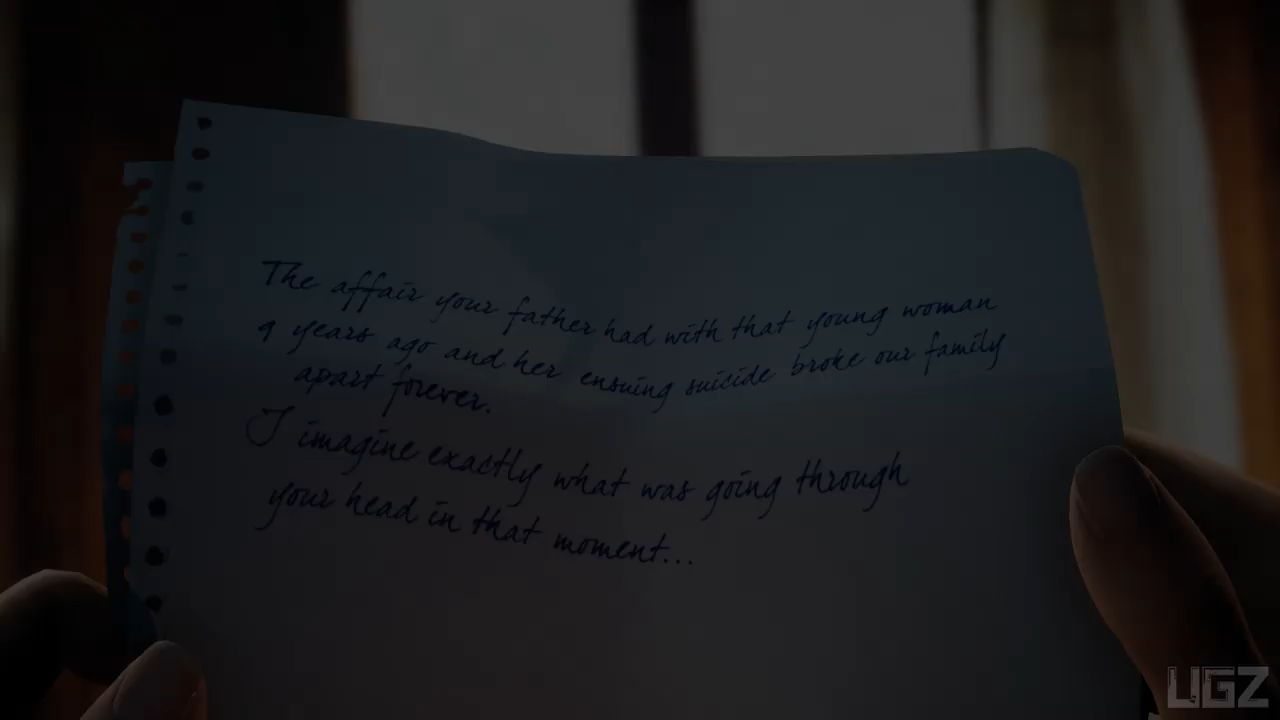 The affair your father had with that young woman
9 years ago and her ensuing suicide broke our family
apart forever.
I imagine exactly what was going through
your head in that moment...
UGZ